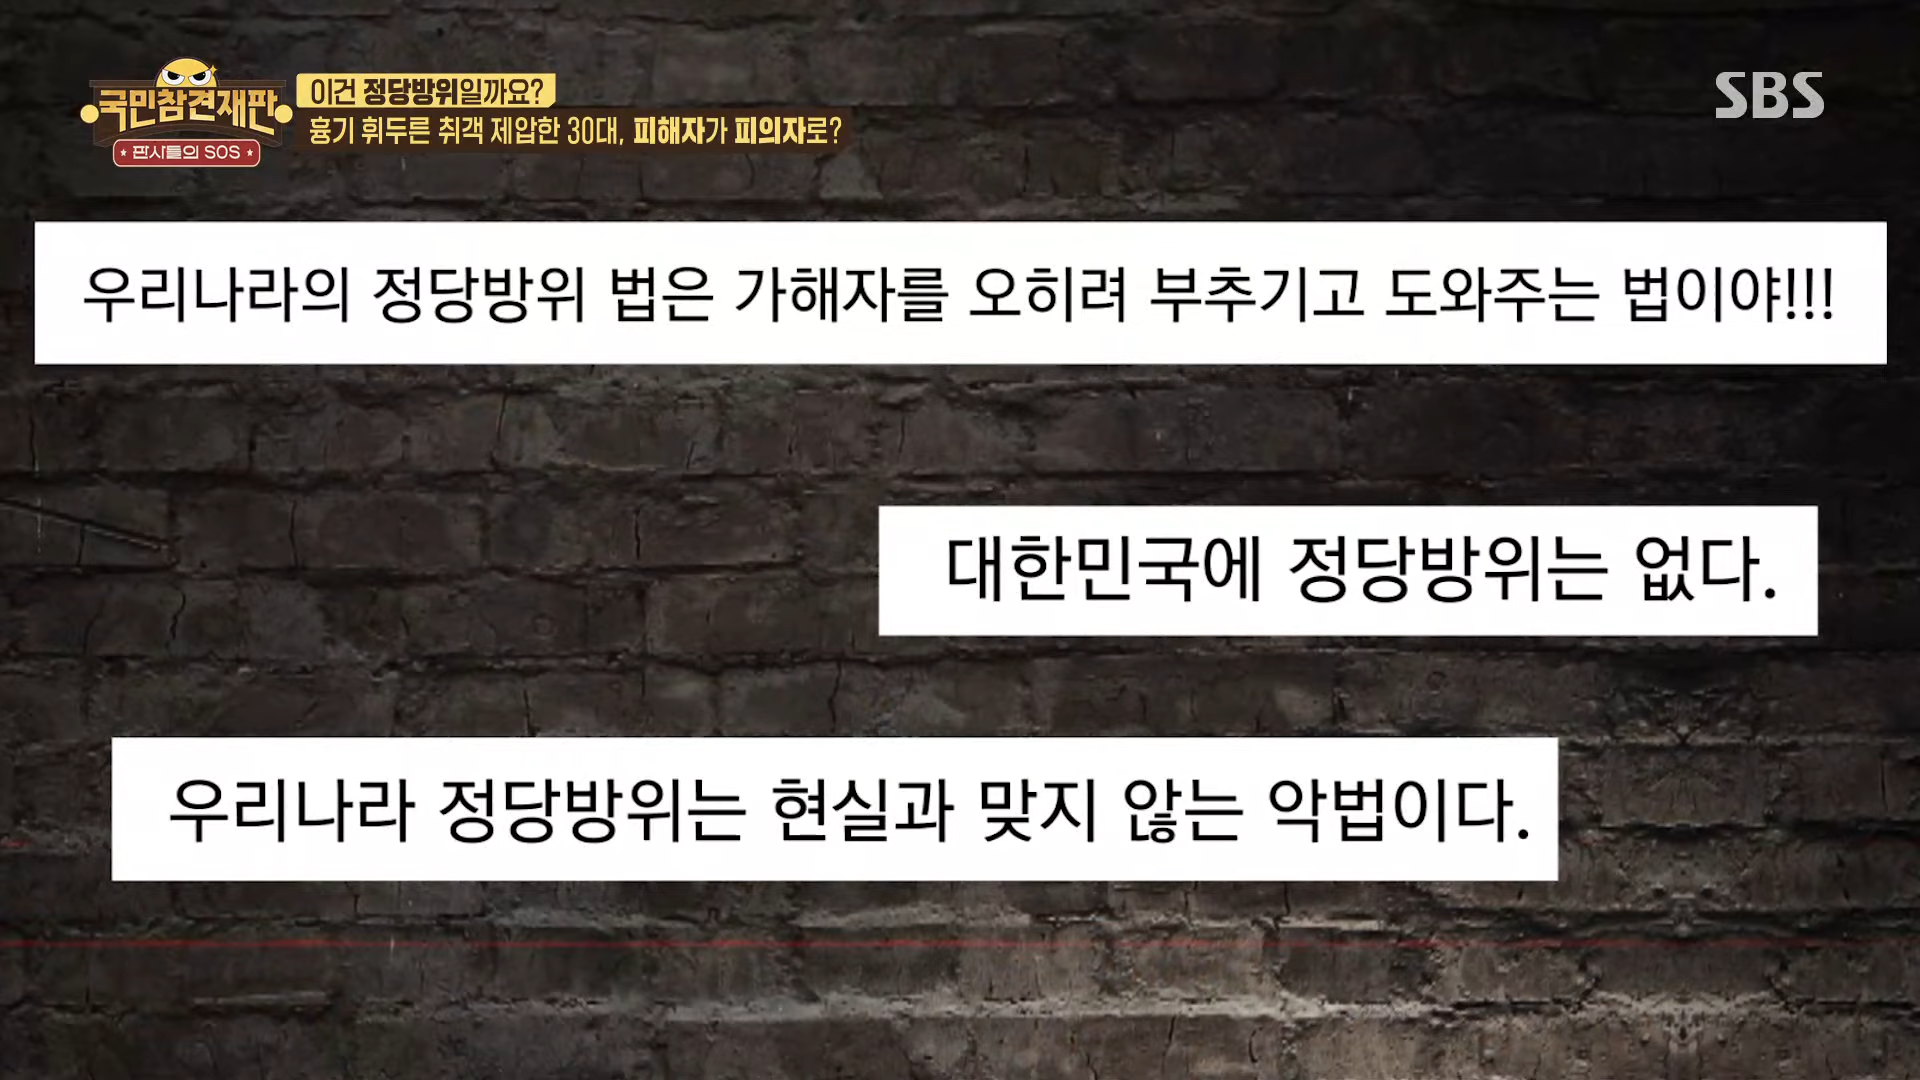 국민참견재판
판사들의 SOS
이건 정당방위일까요?
흉기 휘두른 취객 제압한 30대, 피해자가 피의자로?
SBS
우리나라의 정당방위 법은 가해자를 오히려 부추기고 도와주는 법이야!!!
대한민국에 정당방위는 없다.
우리나라 정당방위는 현실과 맞지 않는 악법이다.